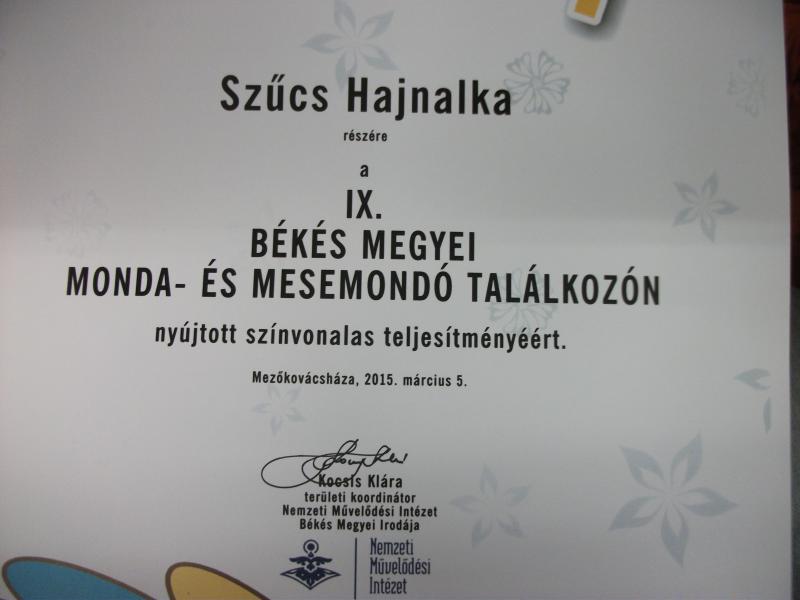 Szűcs Hajnalka
részére
a
IX.
BÉKÉS MEGYEI
MONDA- ÉS MESEMONDÓ TALÁLKOZÓN
nyújtott színvonalas teljesítményéért.
Mezőkovácsháza, 2015. március 5.
Kocsis Klára
területi koordinátor
Nemzeti Művelődési Intézet
Békés Megyei Irodája
Nemzeti
Művelődési
Intézet